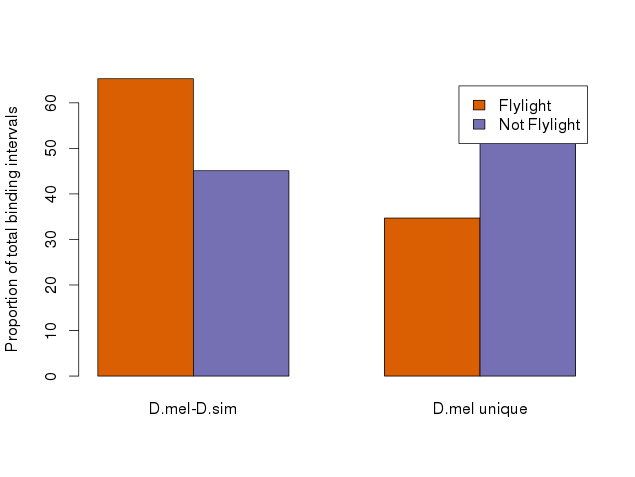 Proportion of total binding intervals
60
50
40
30
20
10
0
Flylight
Not Flylight
D.mel-D.sim
D.mel unique